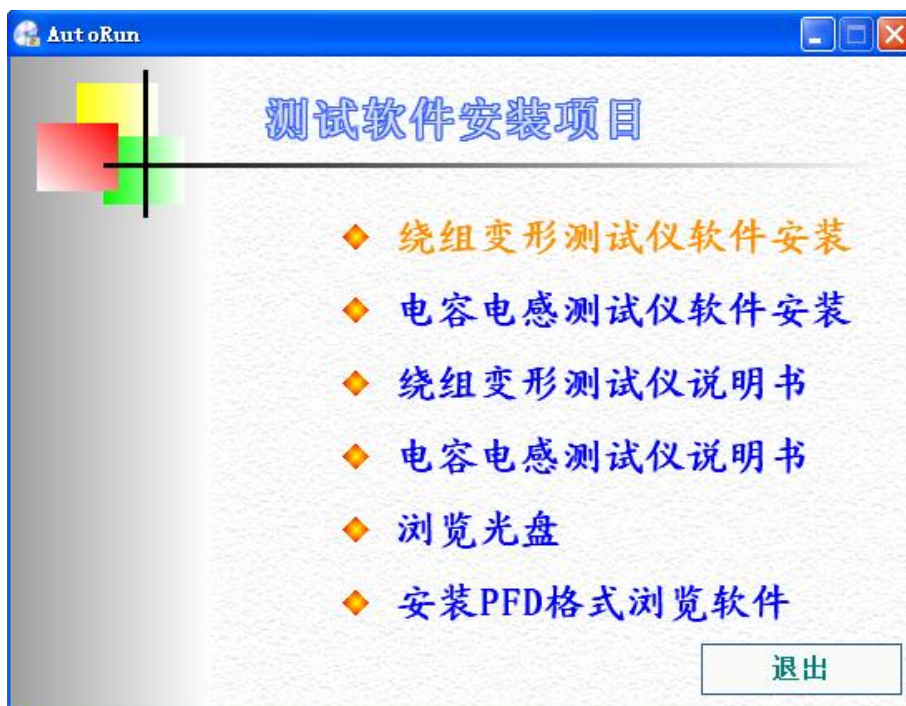 AutoRun
测试软件安装项目
绕组变形测试仪软件安装
电容电感测试仪软件安装
绕组变形测试仪说明书
电容电感测试仪说明书
浏览光盘
安装PFD格式浏览软件
退出